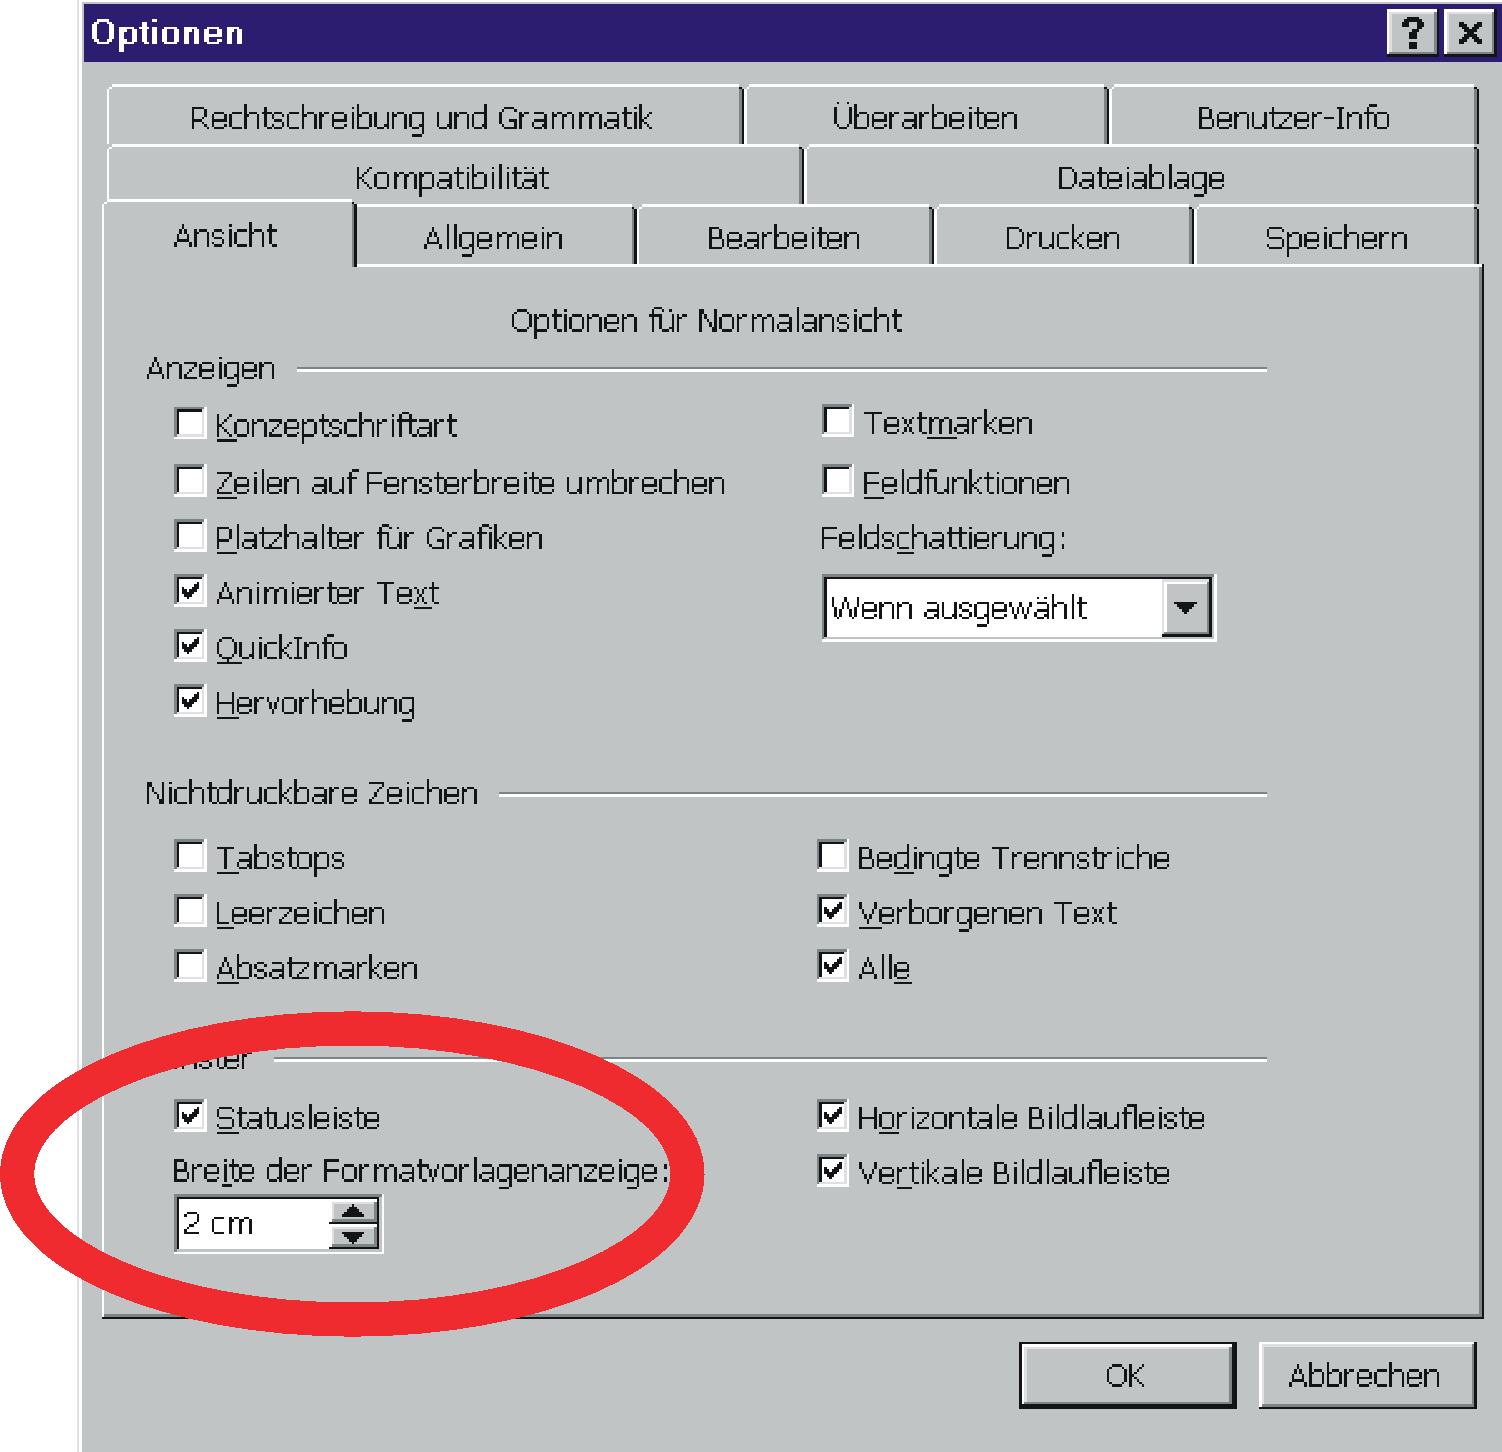 Optionen
Rechtschreibung und Grammatik Überarbeiten Benutzer-Info
Kompatibilität Dateiablage
Ansicht Allgemein Bearbeiten Drucken Speichern
Optionen für Normalansicht
Anzeigen
Konzeptschriftart Textmarken
Zeilen auf Fensterbreite umbrechen Feldfunktionen
Platzhalter für Grafiken Feldschattierung:
Animierter Text Wenn ausgewählt
QuickInfo
Hervorhebung
Nichtdruckbare Zeichen
Tabstops Bedingte Trennstriche
Leerzeichen Verborgenen Text
Absatzmarken Alle
Statusleiste Horizontale Bildlaufleiste
Breite der Formatvorlagenanzeige: Vertikale Bildlaufleiste
2 cm
OK Abbrechen